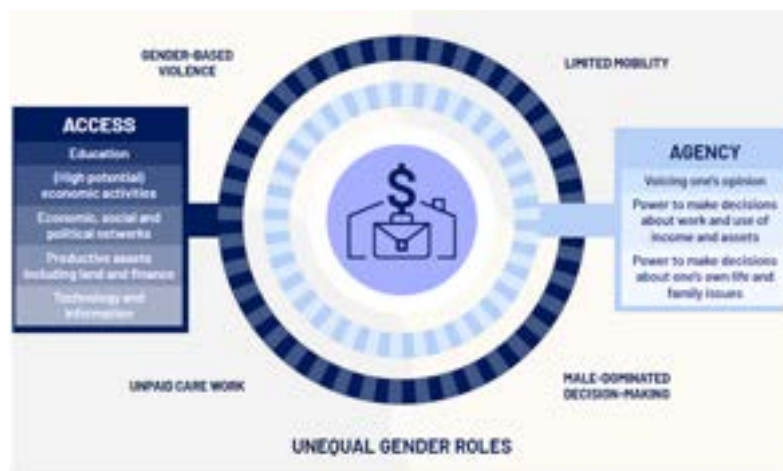 GENDER-BASED
VIOLENCE
LIMITED MOBILITY
ACCESS
Education
(High potential)
economic activities
Economic, social and
political networks
Productive assets
including land and finance
Technology and
information
$
AGENCY
Voicing one's opinion
Power to make decisions
about work and use of
income and assets
Power to make decisions
about one's own life and
family issues
UNPAID CARE WORK
MALE-DOMINATED
DECISION-MAKING
UNEQUAL GENDER ROLES